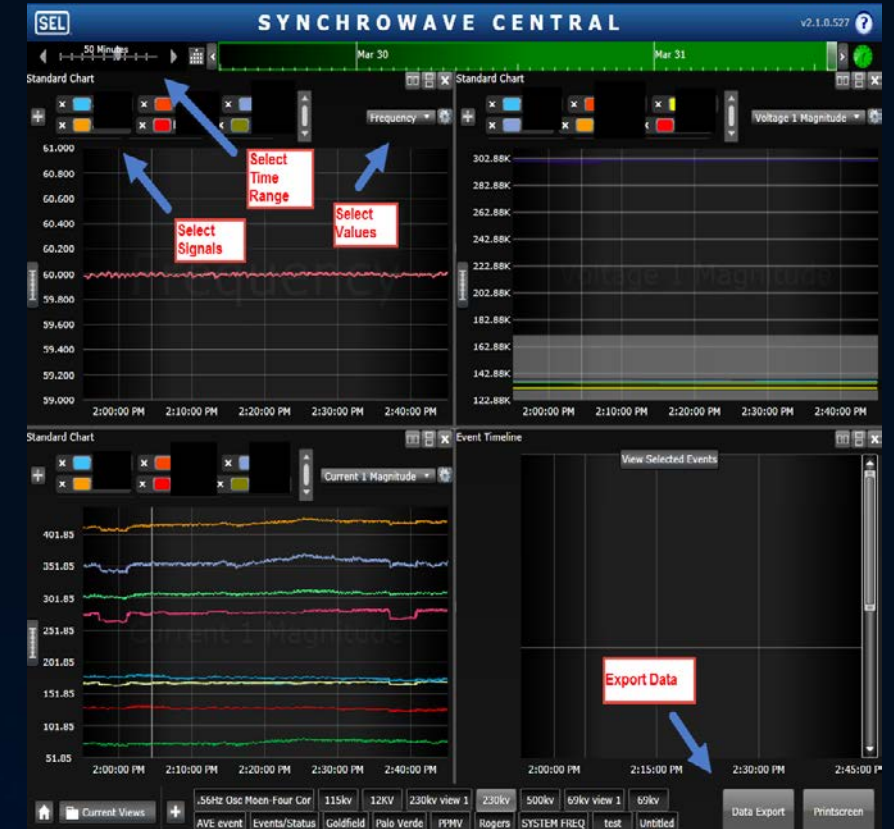 SEL
SYNCHROWAVE CENTRAL
v2.1.0.527
?
50 Minutes
Mar 30
Mar 31
Standard Chart
Frequency
61.000
60.800
60.600
60.400
60.200
60.000
59.800
59.600
59.400
59.200
59.000
Frequency
2:00:00 PM 2:10:00 PM 2:20:00 PM 2:30:00 PM 2:40:00 PM
Select
Signals
Select
Time
Range
Select
Values
Standard Chart
Voltage 1 Magnitude
302.88K
282.88K
262.88K
242.88K
222.88K
202.88K
182.88K
162.88K
142.88K
122.88K
Voltage 1 Magnitude
2:00:00 PM 2:10:00 PM 2:20:00 PM 2:30:00 PM 2:40:00 PM
Standard Chart
Current 1 Magnitude
401.85
351.85
301.85
251.85
201.85
151.85
101.85
51.85
Current 1 Magnitude
2:00:00 PM 2:10:00 PM 2:20:00 PM 2:30:00 PM 2:40:00 PM
Event Timeline
View Selected Events
Export Data
2:00:00 PM 2:15:00 PM 2:30:00 PM 2:45:00 P
Current Views
.56Hz Osc Moen-Four Cor 115kv 12KV 230kv view 1 230kv 500kv 69kv view 1 69kv
AVE event Events/Status Goldfield Palo Verde PPMV Rogers SYSTEM FREQ test Untitled
Data Export
Printscreen